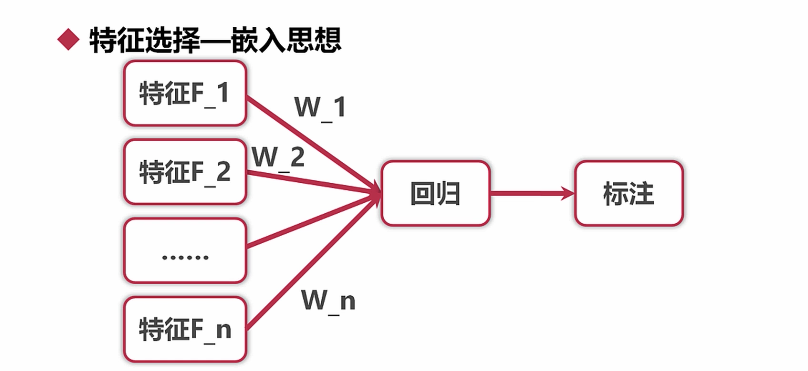 特征选择—嵌入思想
特征F_1
W_1
特征F_2
W_2
回归
标注
......
特征F_n
W_n